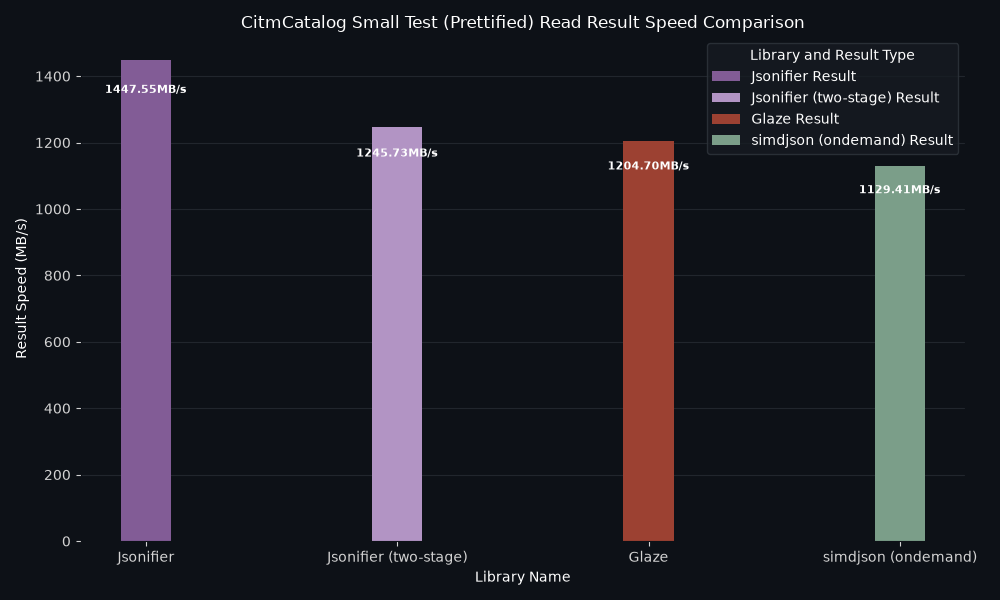 CitmCatalog Small Test (Prettified) Read Result Speed Comparison
Library and Result Type
Jsonifier Result
Jsonifier (two-stage) Result
Glaze Result
simdjson (ondemand) Result
1447.55MB/s
1245.73MB/s
1204.70MB/s
1129.41MB/s
Result Speed (MB/s)
1400
1200
1000
800
600
400
200
0
Jsonifier
Jsonifier (two-stage)
Glaze
simdjson (ondemand)
Library Name